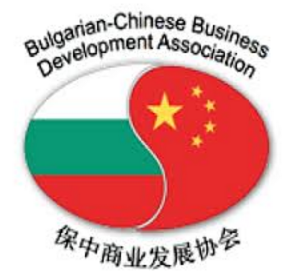 Bulgarian-Chinese Business
Development Association
保中商业发展协会